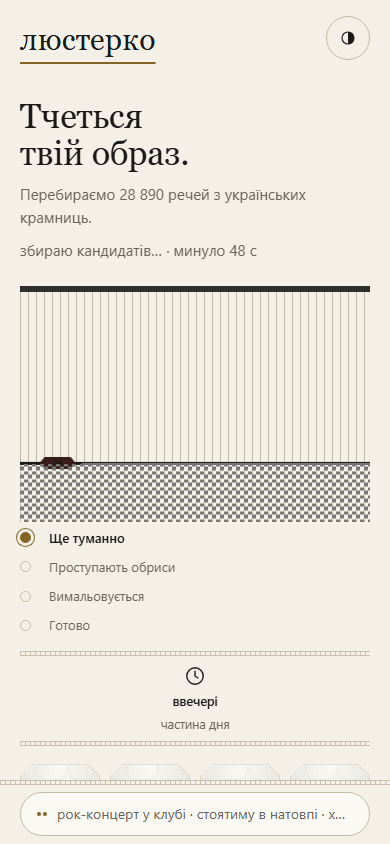 люстерко
Тчеться
твій образ.
Перебираємо 28 890 речей з українських
крамниць.
збираю кандидатів... · минуло 48 с
Ще туманно
Проступають обриси
Вимальовується
Готово
ввечері
частина дня
рок-концерт у клубі · стоятиму в натовпі · х...